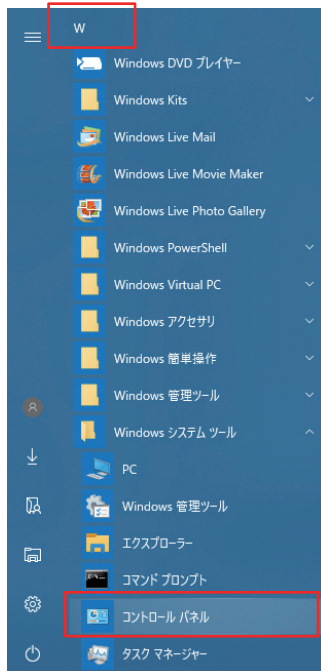 W
Windows DVD プレイヤー
Windows Kits
Windows Live Mail
Windows Live Movie Maker
Windows Live Photo Gallery
Windows PowerShell
Windows Virtual PC
Windows アクセサリ
Windows 簡単操作
Windows 管理ツール
Windows システム ツール
PC
Windows 管理ツール
エクスプローラー
コマンド プロンプト
コントロール パネル
タスク マネージャー